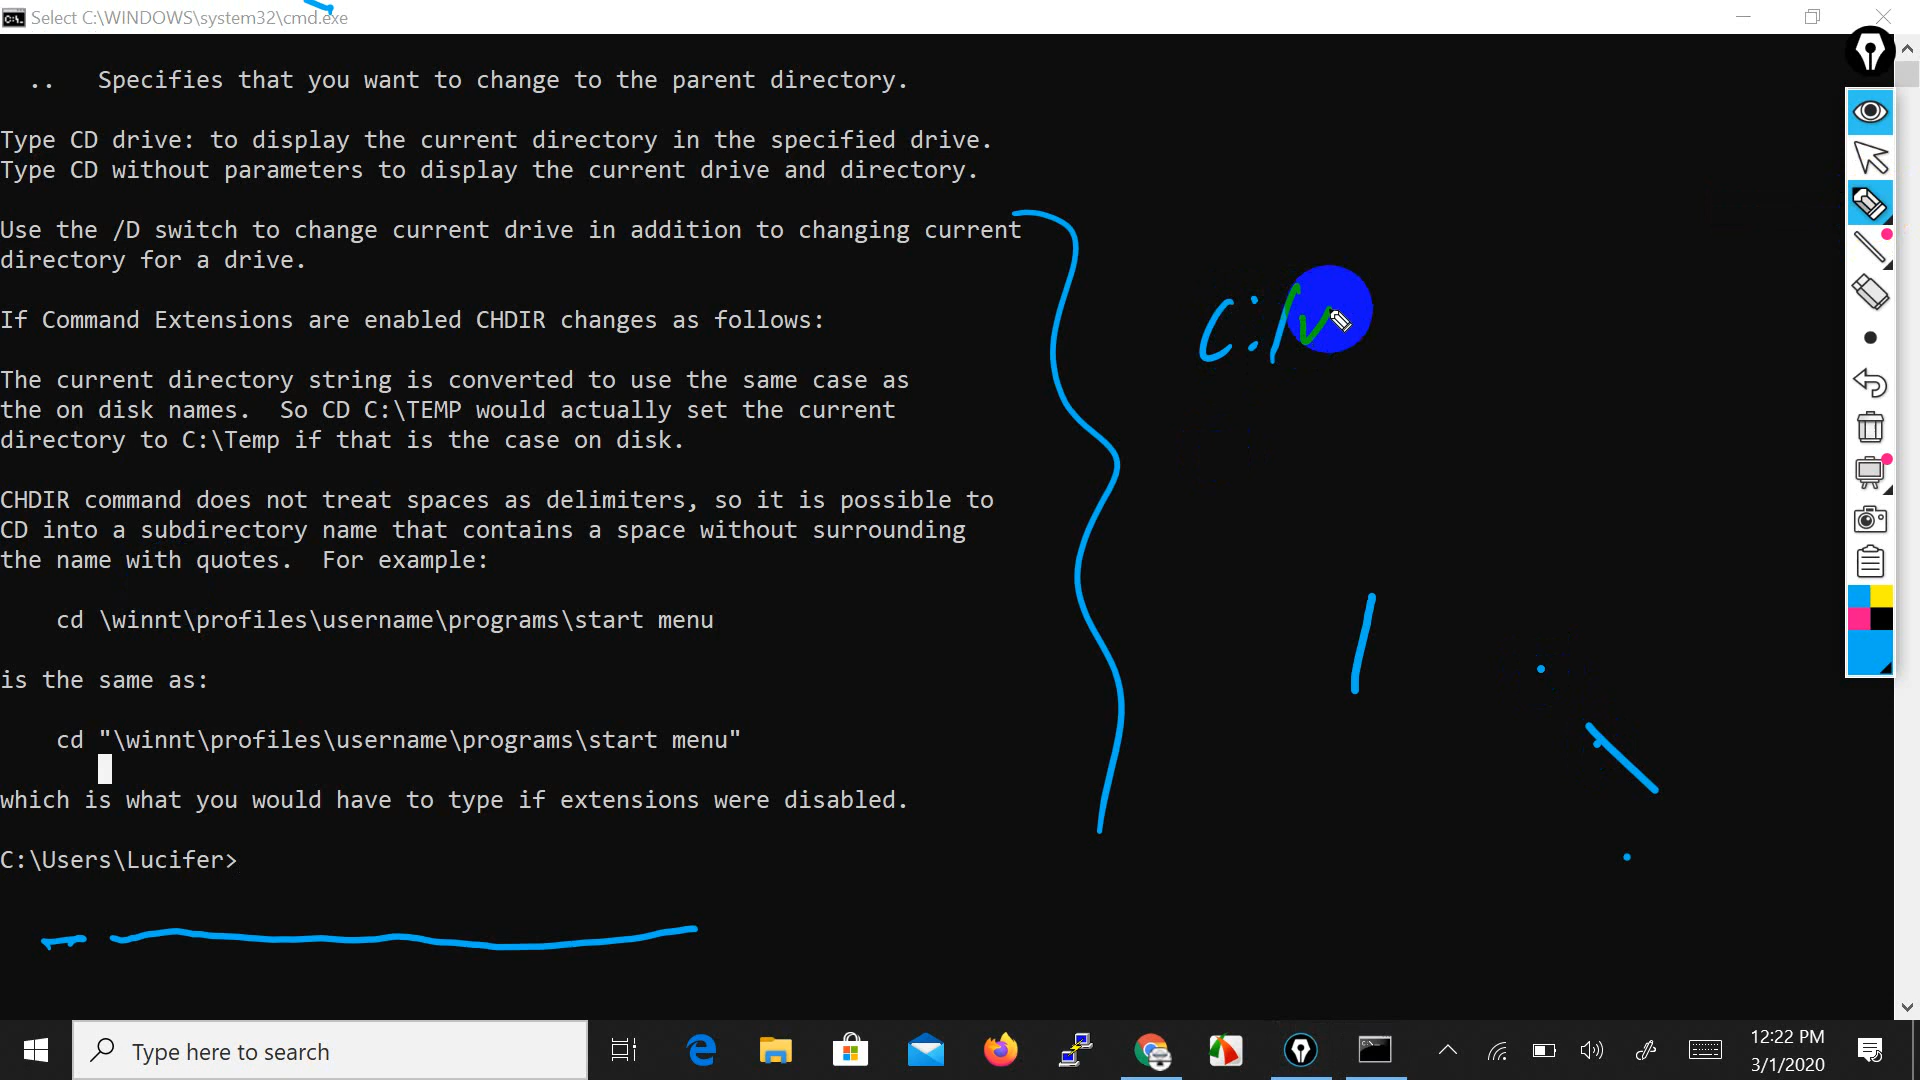 Select C:\WINDOWS\system32\cmd.exe
..   Specifies that you want to change to the parent directory.
Type CD drive: to display the current directory in the specified drive.
Type CD without parameters to display the current drive and directory.
Use the /D switch to change current drive in addition to changing current
directory for a drive.
If Command Extensions are enabled CHDIR changes as follows:
The current directory string is converted to use the same case as
the on disk names.  So CD C:\TEMP would actually set the current
directory to C:\Temp if that is the case on disk.
CHDIR command does not treat spaces as delimiters, so it is possible to
CD into a subdirectory name that contains a space without surrounding
the name with quotes.  For example:
cd \winnt\profiles\username\programs\start menu
is the same as:
cd "\winnt\profiles\username\programs\start menu"
which is what you would have to type if extensions were disabled.
C:\Users\Lucifer>
C:/
Type here to search
12:22 PM
3/1/2020